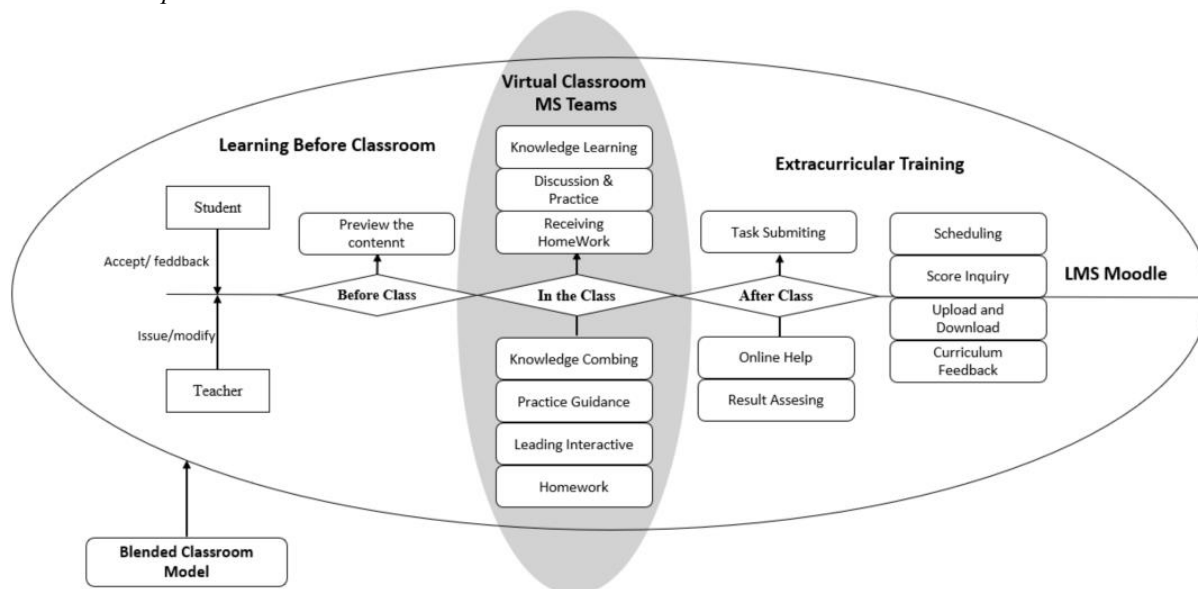 Virtual Classroom
MS Teams
Learning Before Classroom
Knowledge Learning
Extracurricular Training
Discussion &
Practice
Student
Preview the
contennt
Receiving
HomeWork
Task Submiting
Scheduling
Accept/ feddback
Score Inquiry
LMS Moodle
Before Class
In the Class
After Class
Upload and
Download
Issue/modify
Knowledge Combing
Online Help
Curriculum
Feedback
Teacher
Practice Guidance
Result Assesing
Leading Interactive
Homework
Blended Classroom
Model